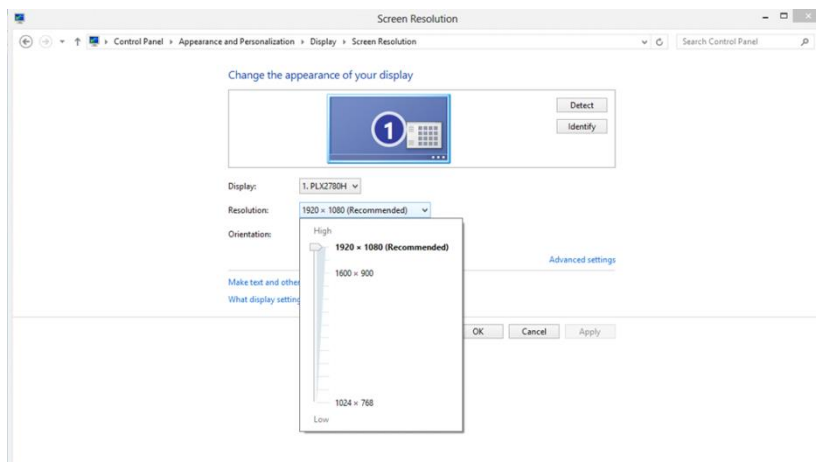 Screen Resolution
Control Panel Appearance and Personalization Display Screen Resolution
Search Control Panel
Change the appearance of your display
1
Detect
Identify
Display: 1. PLX2780H
Resolution: 1920 × 1080 (Recommended)
Orientation:
High
1920 × 1080 (Recommended)
1600 × 900
1024 × 768
Low
Advanced settings
Make text and other
What display setting
OK Cancel Apply